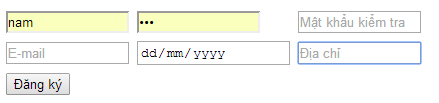 nam ••• Mật khẩu kiểm tra
E-mail dd/mm/yyyy Địa chỉ
Đăng ký